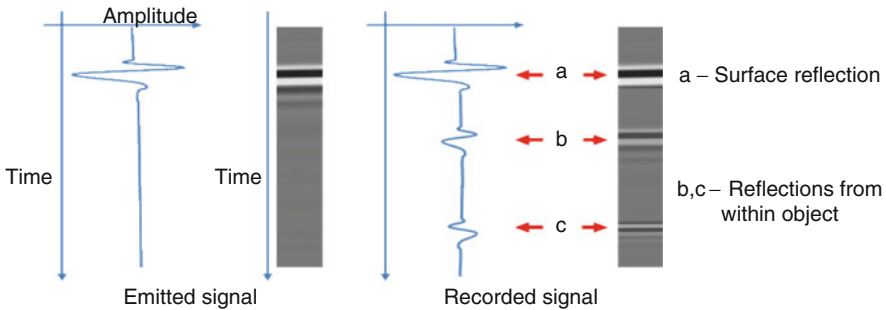 Amplitude
Time
Time
a
b
c
a – Surface reflection
b,c – Reflections from
within object
Emitted signal
Recorded signal